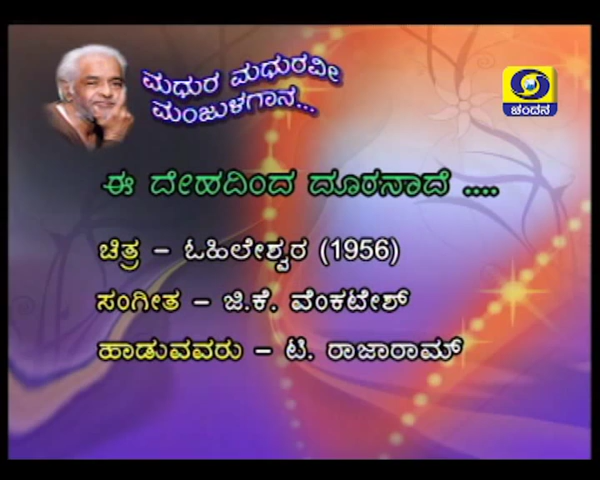 ಮಧುರ ಮಧುರವೀ
ಮಂಜುಳಗಾನ...
ಚಂದನ
ಈ ದೇಹದಿಂದ ದೂರನಾದೆ ....
ಚಿತ್ರ – ಓಹಿಲೇಶ್ವರ (1956)
ಸಂಗೀತ – ಜಿ.ಕೆ. ವೆಂಕಟೇಶ್
ಹಾಡುವವರು – ಟಿ. ರಾಜಾರಾಮ್